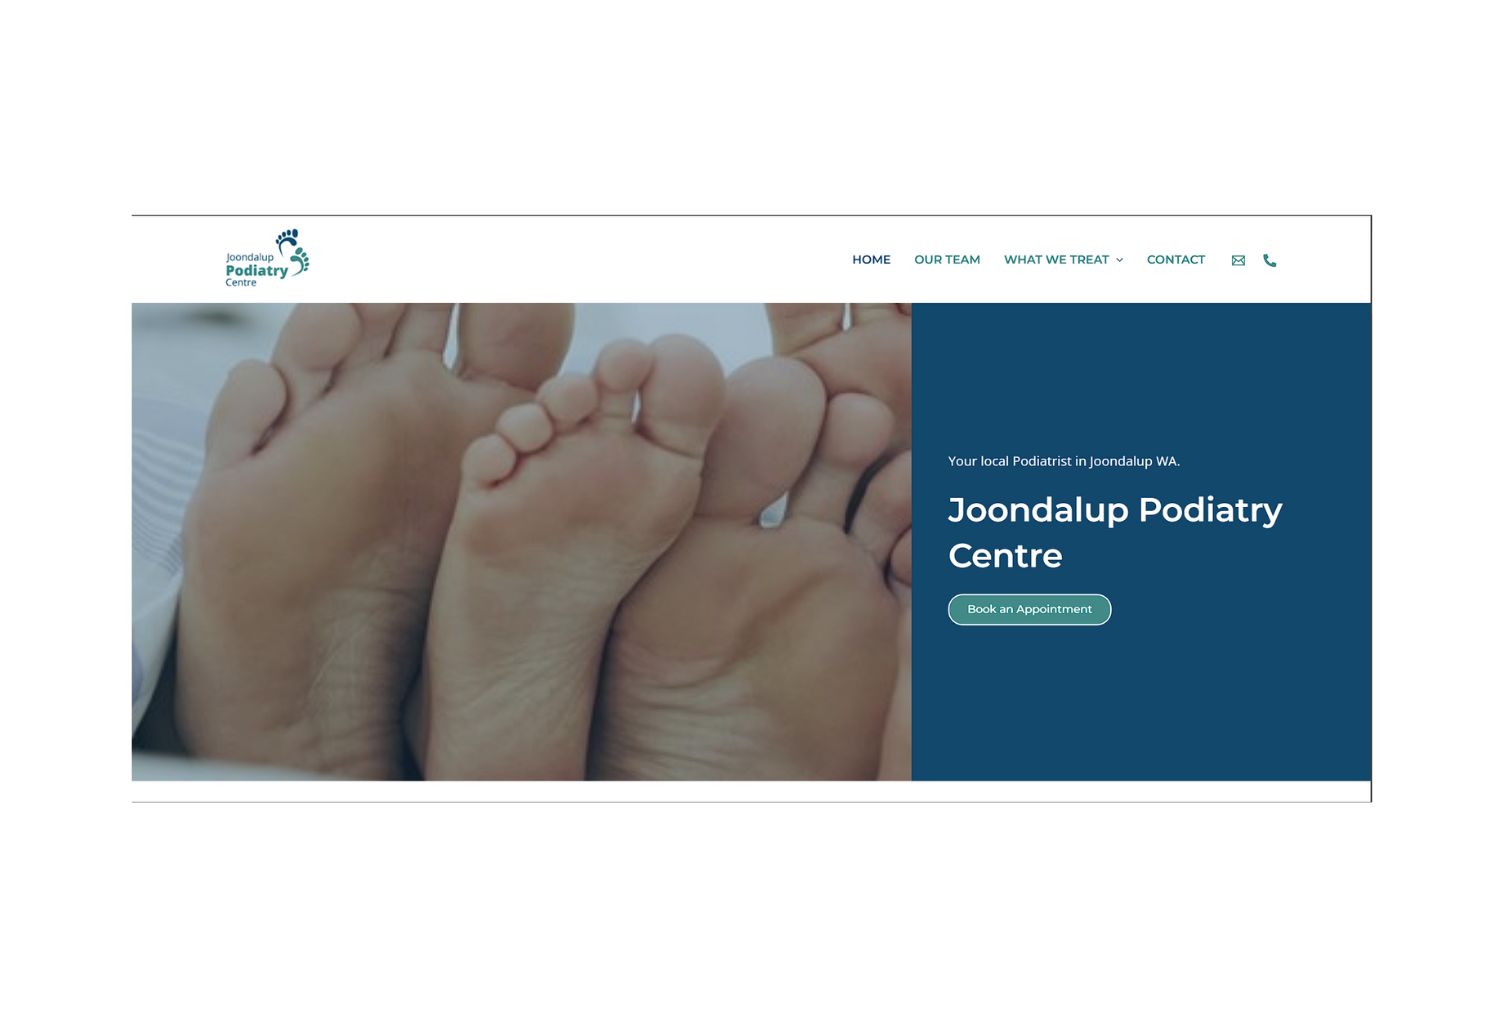 Joondalup
Podiatry
Centre
HOME OUR TEAM WHAT WE TREAT CONTACT
Your local Podiatrist in Joondalup WA.
Joondalup Podiatry
Centre
Book an Appointment